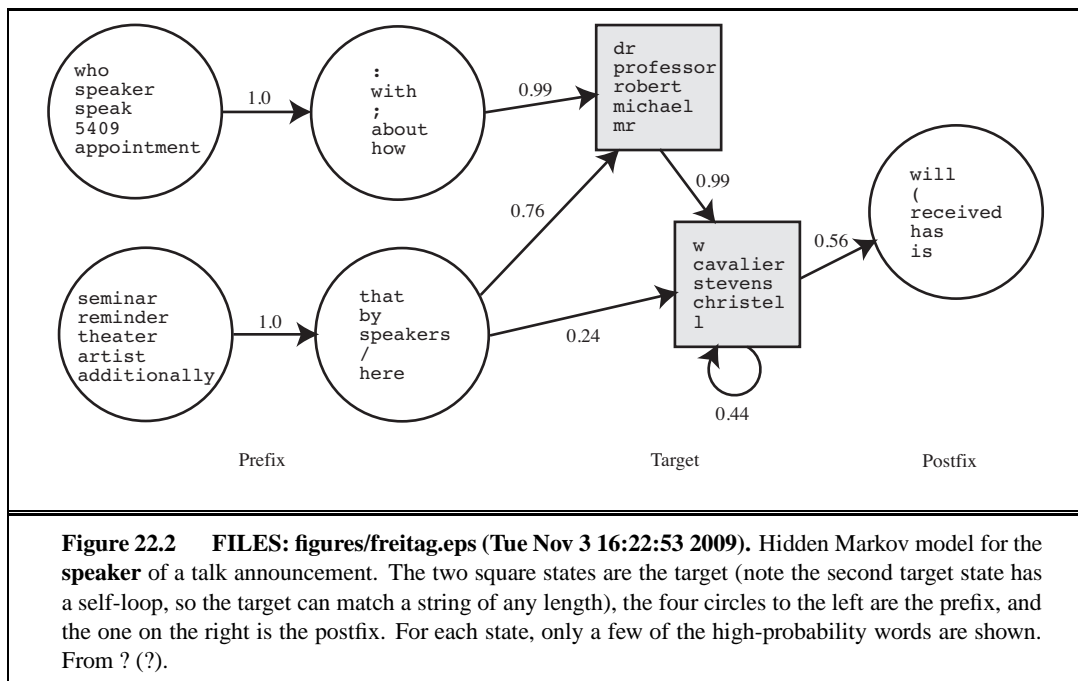 who
speaker
speak
5409
appointment
1.0
:
with
;
about
how
0.99
dr
professor
robert
michael
mr
0.76
0.99
seminar
reminder
theater
artist
additionally
1.0
that
by
speakers
/
here
0.24
w
cavalier
stevens
christel
l
0.44
0.56
will
(
received
has
is
Prefix
Target
Postfix
Figure 22.2 FILES: figures/freitag.eps (Tue Nov 3 16:22:53 2009). Hidden Markov model for the
speaker of a talk announcement. The two square states are the target (note the second target state has
a self-loop, so the target can match a string of any length), the four circles to the left are the prefix, and
the one on the right is the postfix. For each state, only a few of the high-probability words are shown.
From ? (?).